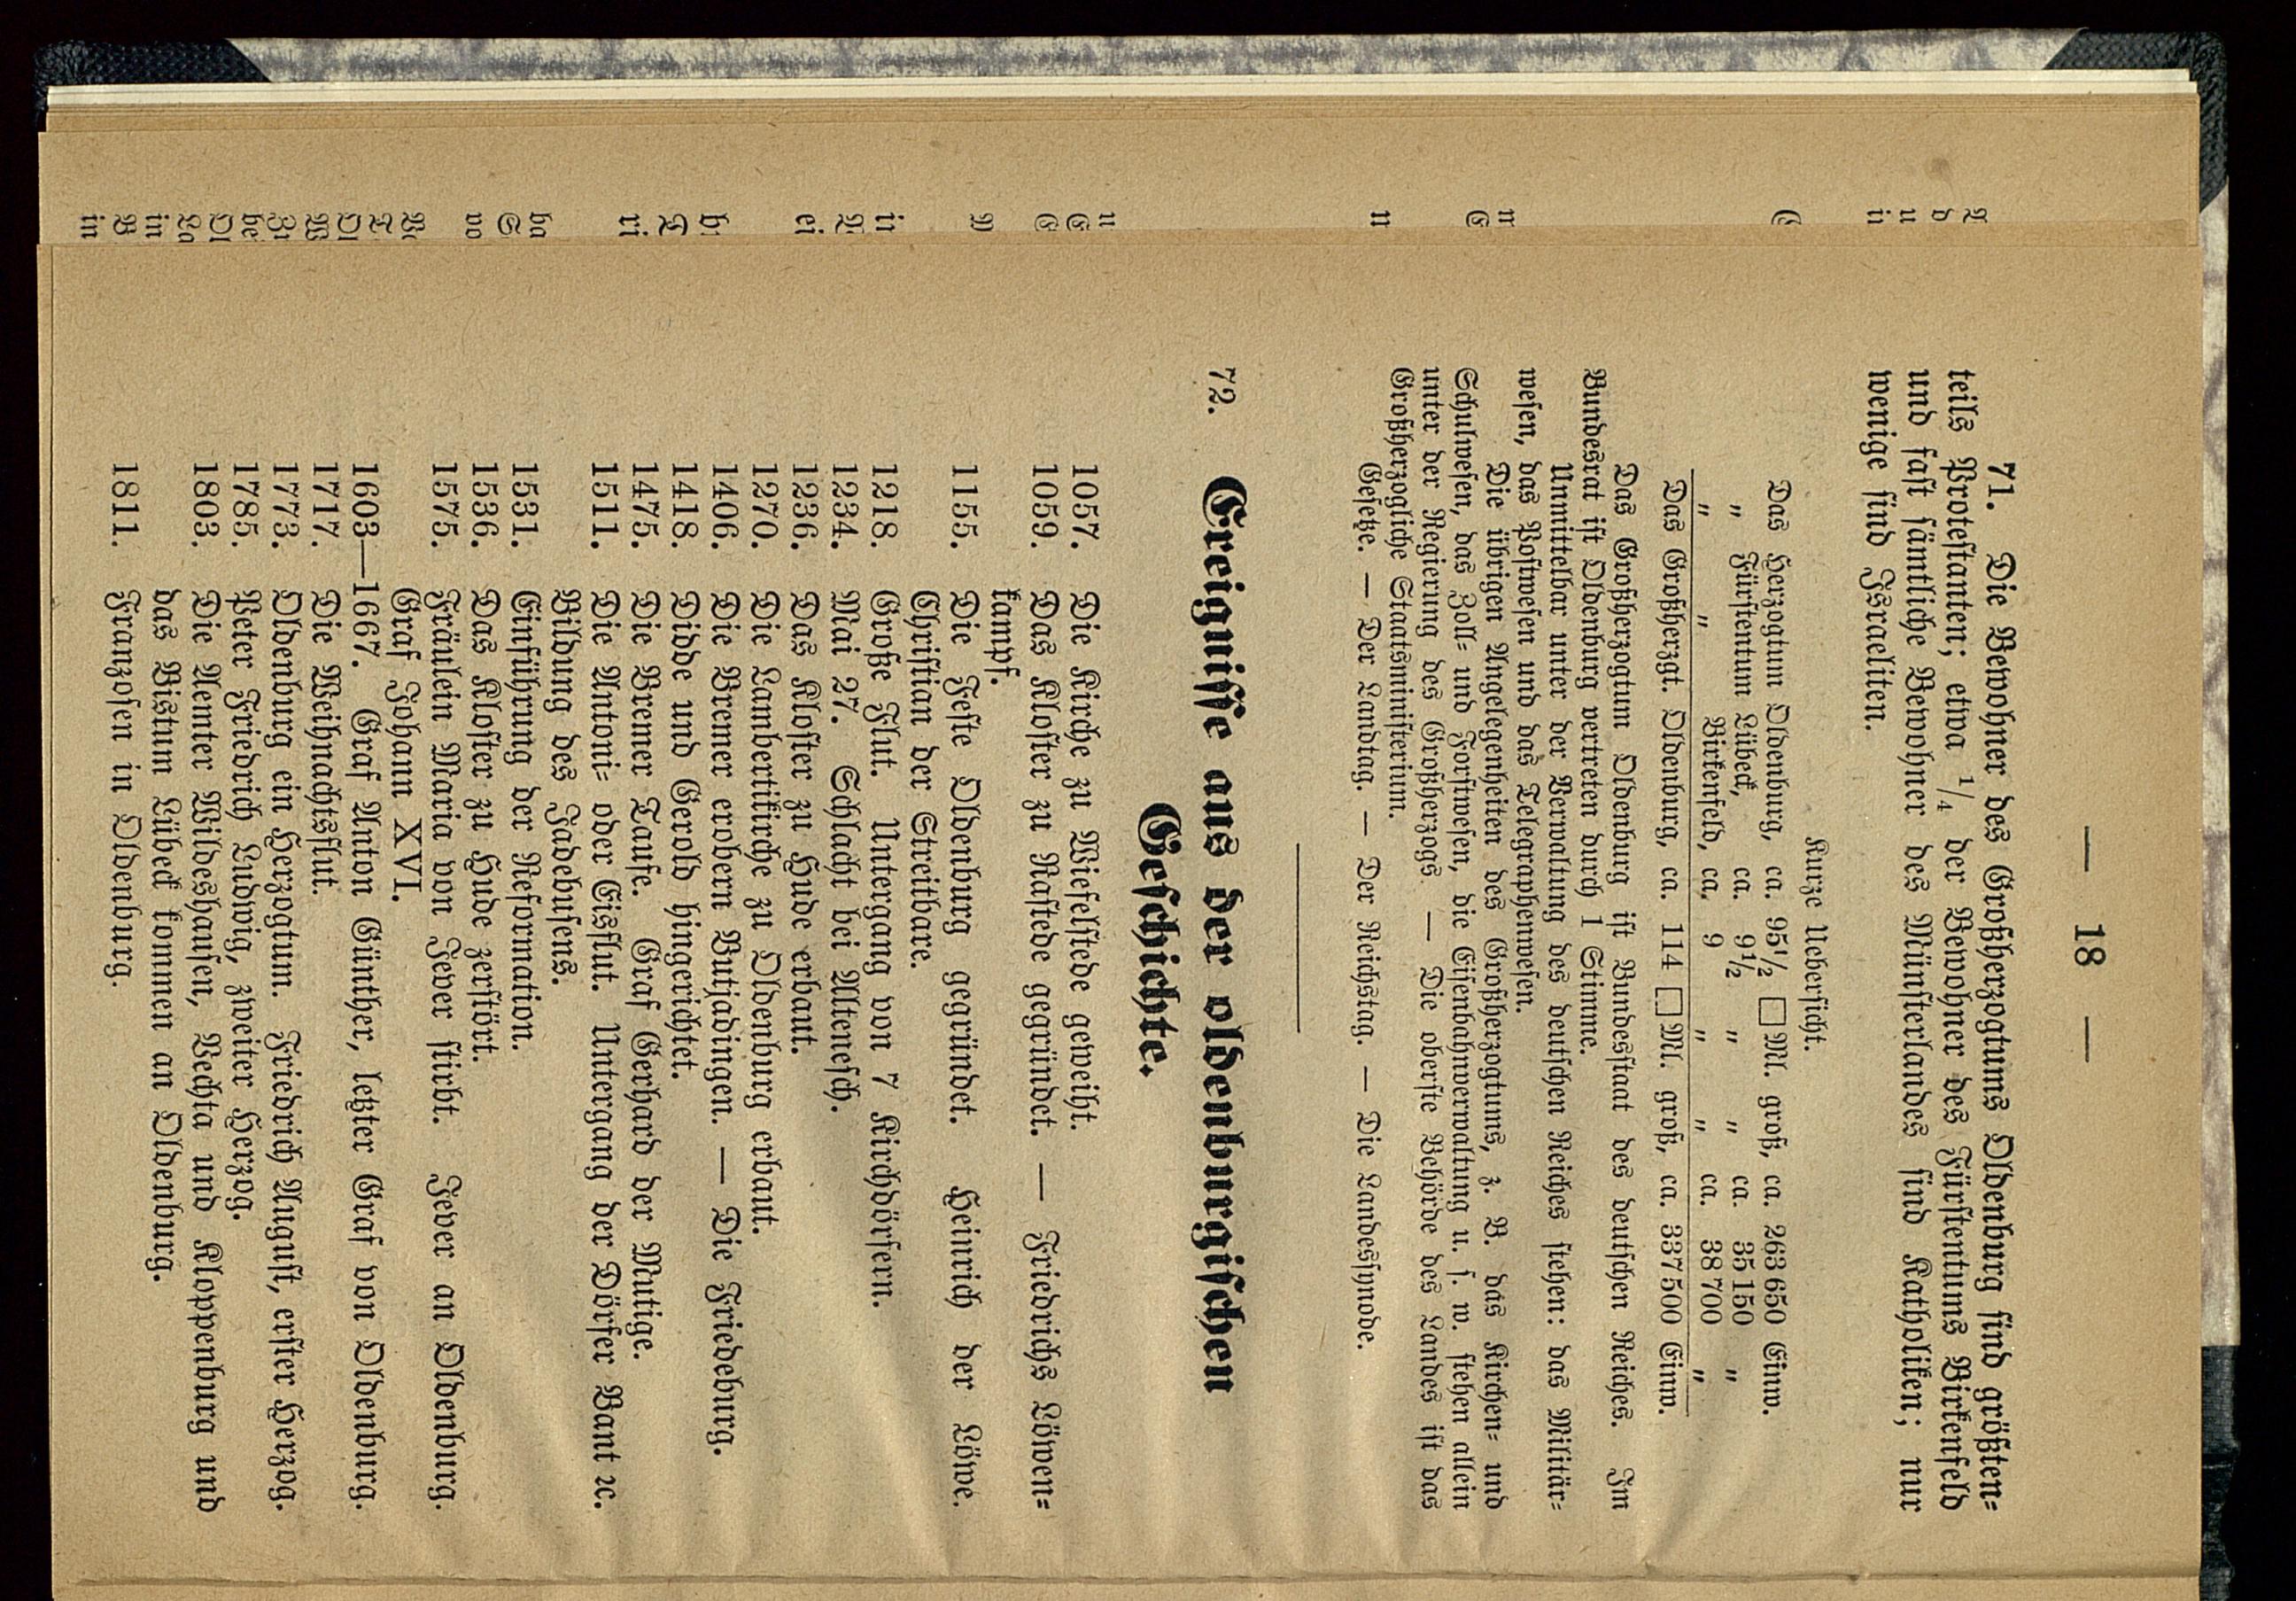 — 18 —
71. Die Bewohner des Großherzogtums Oldenburg sind größten-
teils Protestanten; etwa 1/4 der Bewohner des Fürstentums Birkenfeld
und fast sämtliche Bewohner des Münsterlandes sind Katholiken; nur
wenige sind Israeliten.
Kurze Uebersicht.
Das Herzogtum Oldenburg, ca. 95½ □Ml. groß, ca. 263650 Einw.
" Fürstentum Lübeck, ca. 9½ " " ca. 35150 "
" " Birkenfeld, ca. 9 " " ca. 38700 "
Das Großherzgt. Oldenburg, ca. 114 □Ml. groß, ca. 337500 Einw.
Das Großherzogtum Oldenburg ist Bundesstaat des deutschen Reiches. Im
Bundesrat ist Oldenburg vertreten durch 1 Stimme.
Unmittelbar unter der Verwaltung des deutschen Reiches stehen: das Militär-
wesen, das Postwesen und das Telegraphenwesen.
Die übrigen Angelegenheiten des Großherzogtums, z. B. das Kirchen- und
Schulwesen, das Zoll- und Forstwesen, die Eisenbahnverwaltung u. s. w. stehen allein
unter der Regierung des Großherzogs. — Die oberste Behörde des Landes ist das
Großherzogliche Staatsministerium.
Gesetze. — Der Landtag. — Der Reichstag. — Die Landessynode.
72. Ereignisse aus der oldenburgischen
Geschichte.
1057. Die Kirche zu Wiefelstede geweiht.
1059. Das Kloster zu Rastede gegründet. — Friedrichs Löwen-
kampf.
1155. Die Feste Oldenburg gegründet. Heinrich der Löwe.
Christian der Streitbare.
1218. Große Flut. Untergang von 7 Kirchdörfern.
1234. Mai 27. Schlacht bei Altenesch.
1236. Das Kloster zu Hude erbaut.
1270. Die Lambertikirche zu Oldenburg erbaut.
1406. Die Bremer erobern Butjadingen. — Die Friedeburg.
1418. Didde und Gerold hingerichtet.
1475. Die Bremer Taufe. Graf Gerhard der Mutige.
1511. Die Antoni- oder Eisflut. Untergang der Dörfer Bant ꝛc.
Bildung des Jadebusens.
1531. Einführung der Reformation.
1536. Das Kloster zu Hude zerstört.
1575. Fräulein Maria von Jever stirbt. Jever an Oldenburg.
Graf Johann XVI.
1603—1667. Graf Anton Günther, letzter Graf von Oldenburg.
1717. Die Weihnachtsflut.
1773. Oldenburg ein Herzogtum. Friedrich August, erster Herzog.
1785. Peter Friedrich Ludwig, zweiter Herzog.
1803. Die Aemter Wildeshausen, Vechta und Kloppenburg und
das Bistum Lübeck kommen an Oldenburg.
1811. Franzosen in Oldenburg.